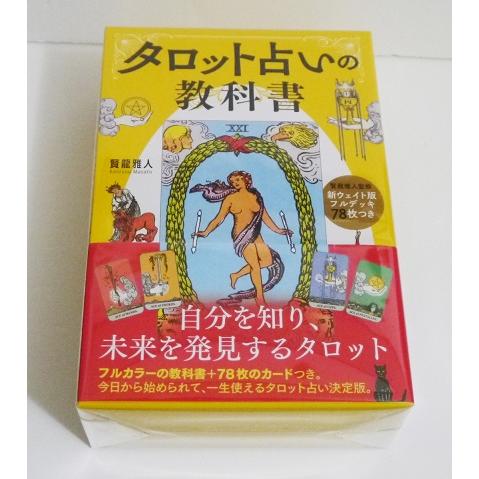 タロット占いの
教科書
賢龍雅人
Kenryuu Masato
XXI
賢龍雅人監修
新ウェイト版
フルデッキ
78枚つき
自分を知り、
未来を発見するタロット
フルカラーの教科書+78枚のカードつき。
今日から始められて、一生使えるタロット占い決定版。